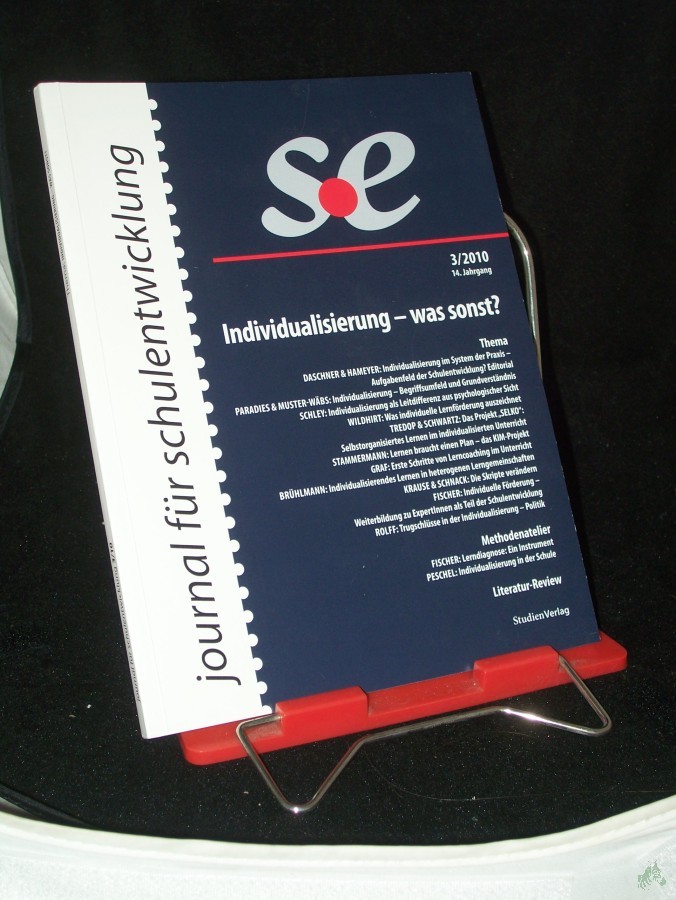 journal für schulentwicklung
s.e
3/2010
14. Jahrgang
Individualisierung – was sonst?
Thema
DASCHNER & HAMEYER: Individualisierung im System der Praxis –
Aufgabenfeld der Schulentwicklung? Editorial
PARADIES & MUSTER-WÄBS: Individualisierung – Begriffsumfeld und Grundverständnis
SCHLEY: Individualisierung als Leitdifferenz aus psychologischer Sicht
WILDHIRT: Was individuelle Lernförderung auszeichnet
TREDOP & SCHWARTZ: Das Projekt „SELKO“:
Selbstorganisiertes Lernen im individualisierten Unterricht
STAMMERMANN: Lernen braucht einen Plan – das KIM-Projekt
GRAF: Erste Schritte von Lerncoaching im Unterricht
BRÜHLMANN: Individualisierendes Lernen in heterogenen Lerngemeinschaften
KRAUSE & SCHNACK: Die Skripte verändern
FISCHER: Individuelle Förderung –
Weiterbildung zu ExpertInnen als Teil der Schulentwicklung
ROLFF: Trugschlüsse in der Individualisierung – Politik
Methodenatelier
FISCHER: Lerndiagnose: Ein Instrument
PESCHEL: Individualisierung in der Schule
Literatur-Review
StudienVerlag
journal für schulentwicklung 3/10